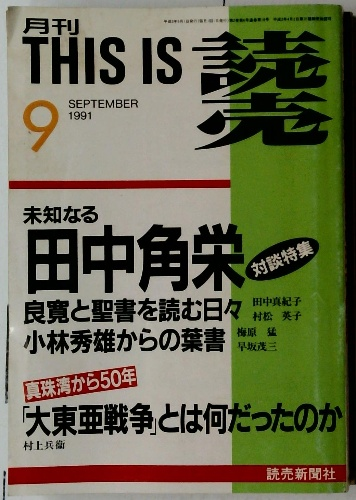 月刊
THIS IS 読売
9
SEPTEMBER
1991
未知なる
田中角栄
対談特集
良寛と聖書を読む日々
小林秀雄からの葉書
田中真紀子
村松 英子
梅原 猛
早坂茂三
真珠湾から50年
「大東亜戦争」とは何だったのか
村上兵衛
読売新聞社